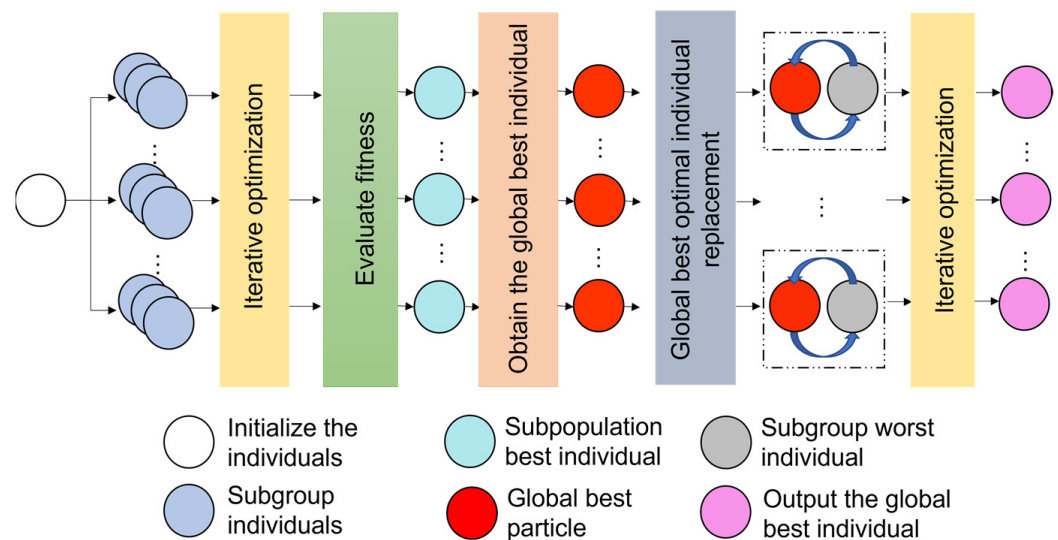 Iterative optimization
Evaluate fitness
Obtain the global best individual
Global best optimal individual
replacement
Iterative optimization
Initialize the
individuals
Subpopulation
best individual
Subgroup worst
individual
Subgroup
individuals
Global best
particle
Output the global
best individual